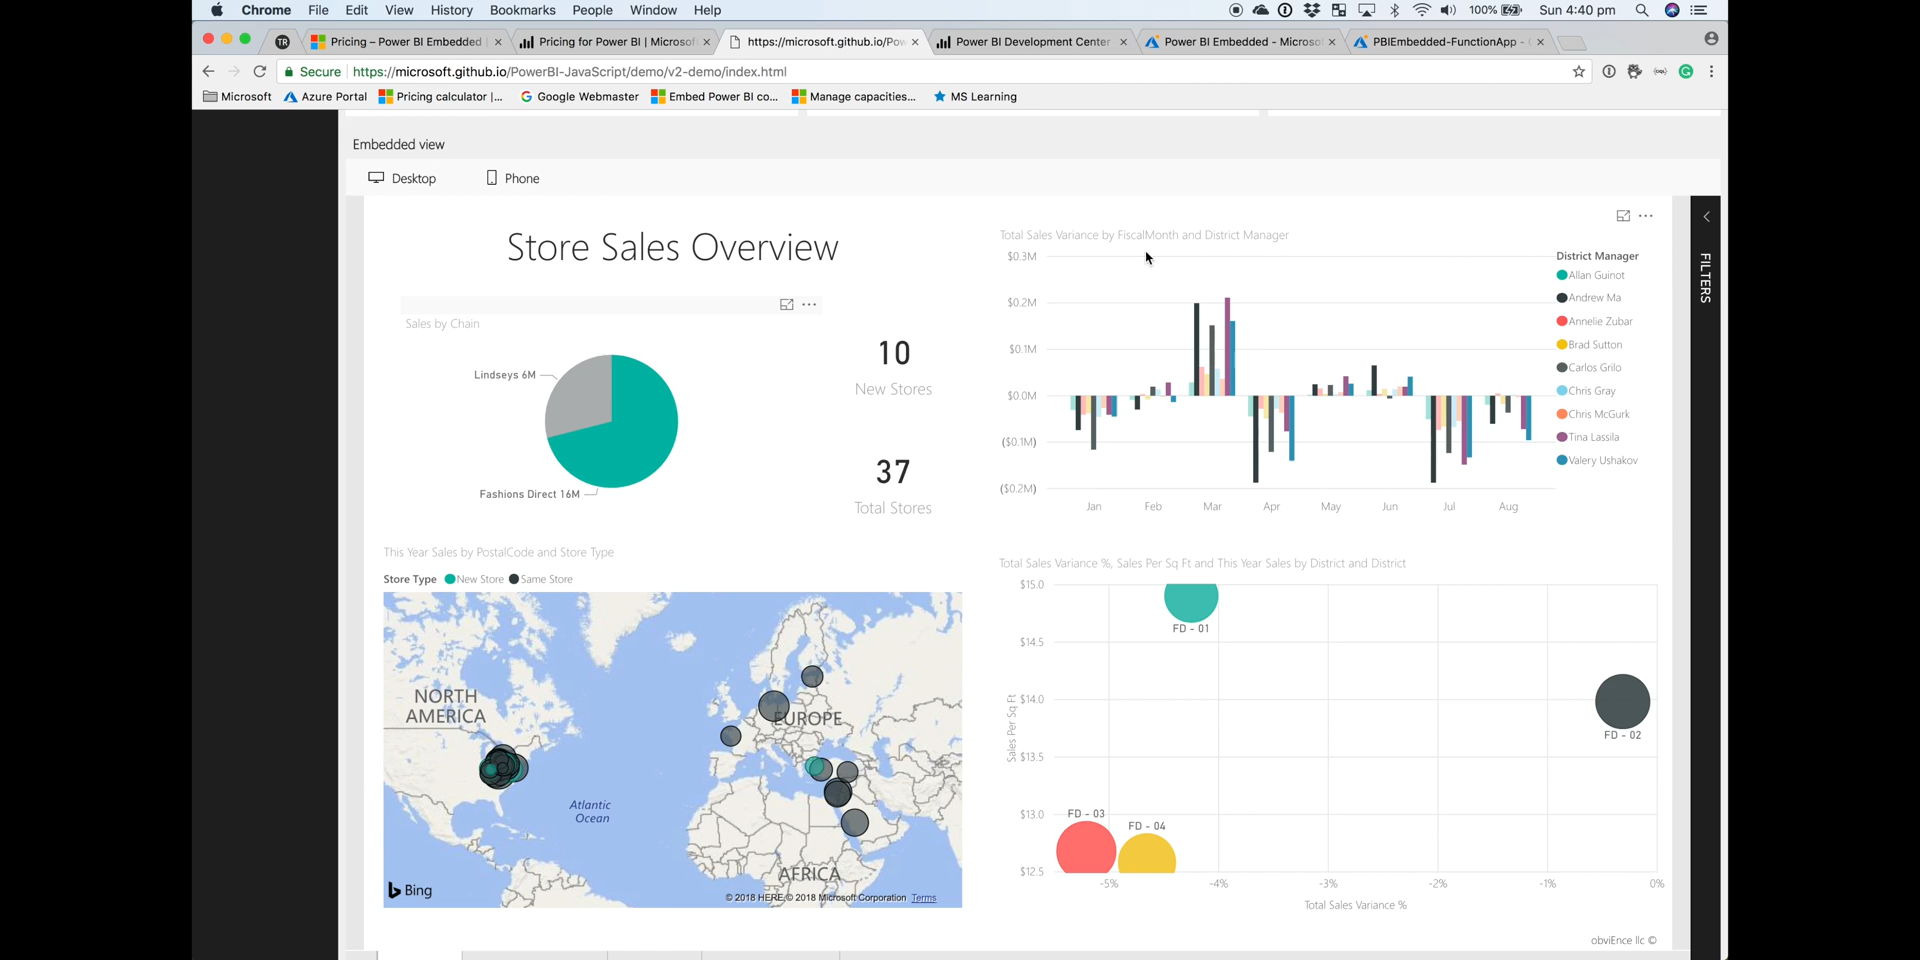 Chrome File Edit View History Bookmarks People Window Help
100% Sun 4:40 pm
TR
Pricing – Power BI Embedded
Pricing for Power BI | Microsof
https://microsoft.github.io/Pow
Power BI Development Center
Power BI Embedded - Microso
PBIEmbedded-FunctionApp -
Secure https://microsoft.github.io/PowerBI-JavaScript/demo/v2-demo/index.html
Microsoft Azure Portal Pricing calculator |... Google Webmaster Embed Power BI co... Manage capacities... MS Learning
Embedded view
Desktop Phone
Store Sales Overview
Sales by Chain
Lindseys 6M
Fashions Direct 16M
10
New Stores
37
Total Stores
Total Sales Variance by FiscalMonth and District Manager
$0.3M
$0.2M
$0.1M
$0.0M
($0.1M)
($0.2M)
Jan Feb Mar Apr May Jun Jul Aug
District Manager
Allan Guinot
Andrew Ma
Annelie Zubar
Brad Sutton
Carlos Grilo
Chris Gray
Chris McGurk
Tina Lassila
Valery Ushakov
FILTERS
This Year Sales by PostalCode and Store Type
Store Type New Store Same Store
NORTH
AMERICA
EUROPE
Atlantic
Ocean
AFRICA
Bing
© 2018 HERE,© 2018 Microsoft Corporation Terms
Total Sales Variance %, Sales Per Sq Ft and This Year Sales by District and District
$15.0
$14.5
$14.0
$13.5
$13.0
$12.5
Sales Per Sq Ft
FD - 01
FD - 02
FD - 03
FD - 04
-5% -4% -3% -2% -1% 0%
Total Sales Variance %
obviEnce llc ©